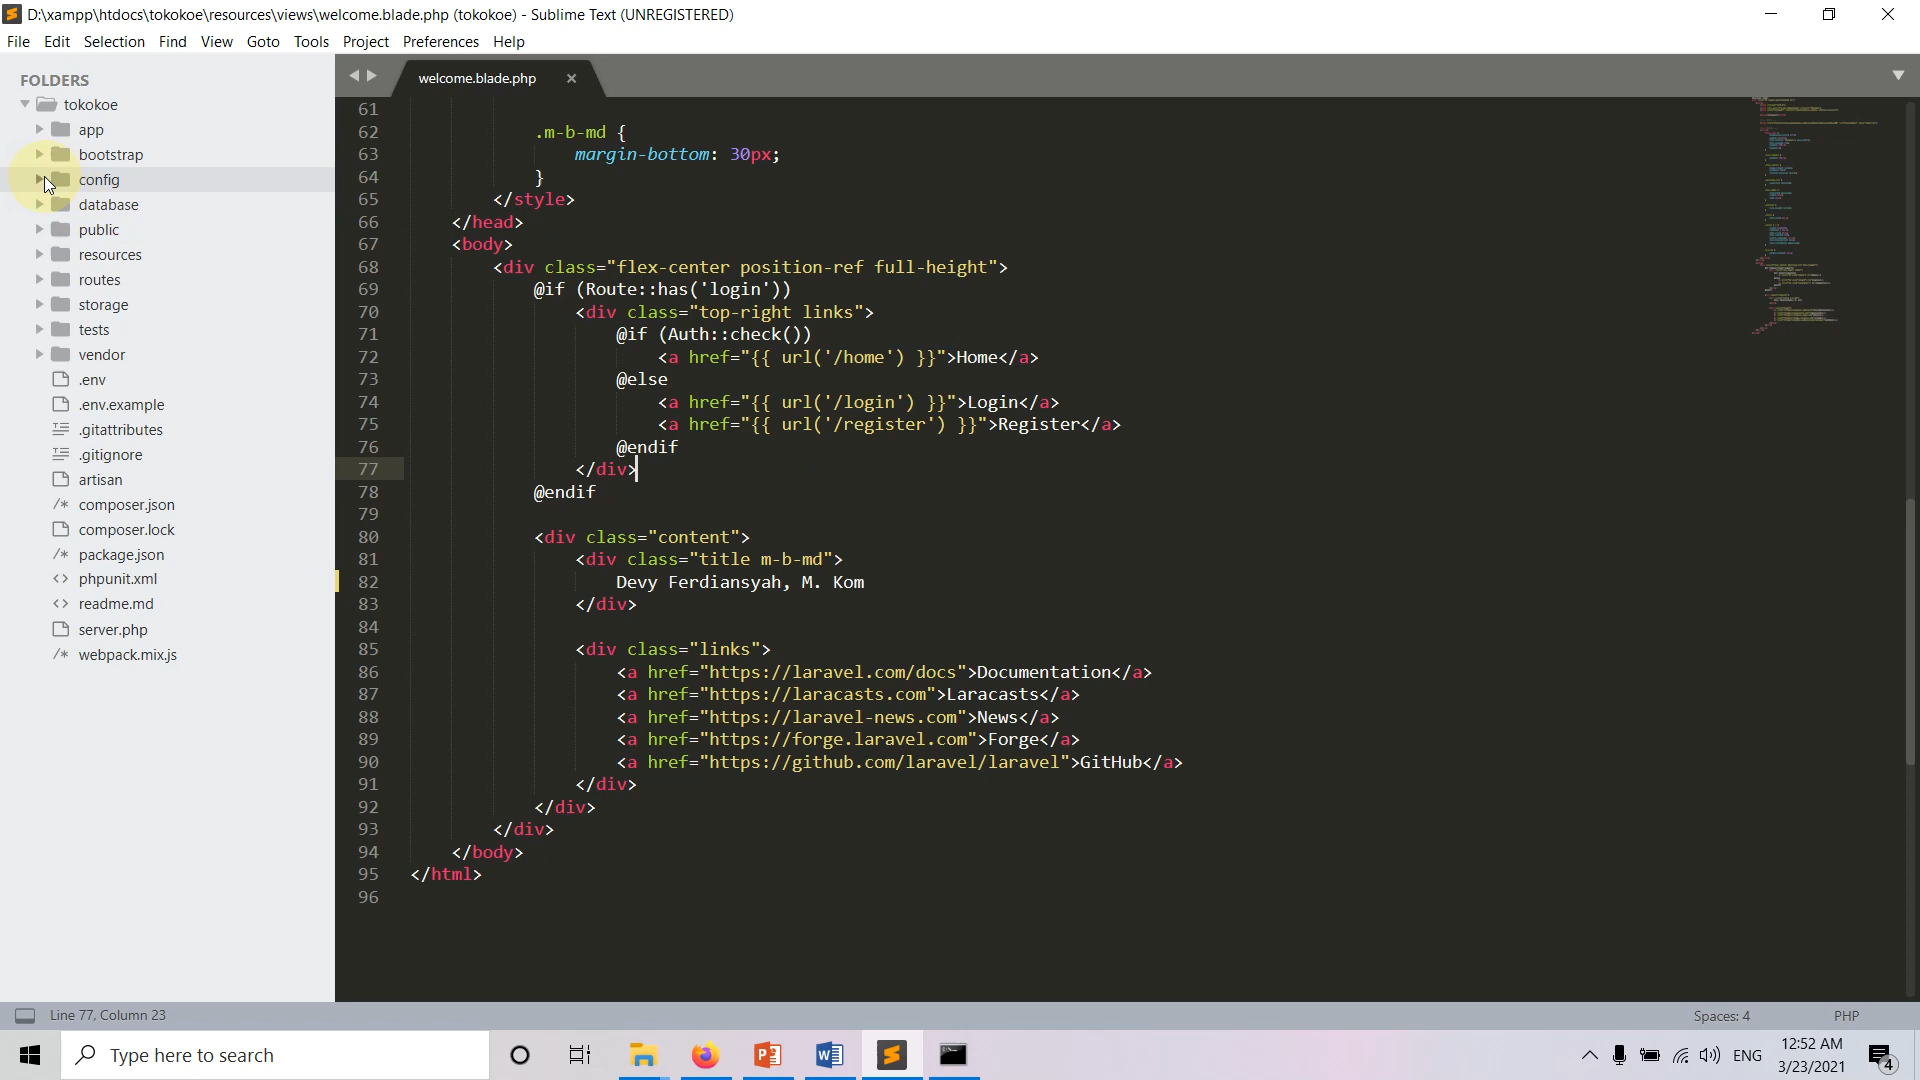 D:\xampp\htdocs\tokokoe\resources\views\welcome.blade.php (tokokoe) - Sublime Text (UNREGISTERED)
File Edit Selection Find View Goto Tools Project Preferences Help
FOLDERS
tokokoe
app
bootstrap
config
database
public
resources
routes
storage
tests
vendor
.env
.env.example
.gitattributes
.gitignore
artisan
composer.json
composer.lock
package.json
phpunit.xml
readme.md
server.php
webpack.mix.js
welcome.blade.php
61
62 .m-b-md {
63 margin-bottom: 30px;
64 }
65 </style>
66 </head>
67 <body>
68 <div class="flex-center position-ref full-height">
69 @if (Route::has('login'))
70 <div class="top-right links">
71 @if (Auth::check())
72 <a href="{{ url('/home') }}">Home</a>
73 @else
74 <a href="{{ url('/login') }}">Login</a>
75 <a href="{{ url('/register') }}">Register</a>
76 @endif
77 </div>
78 @endif
79
80 <div class="content">
81 <div class="title m-b-md">
82 Devy Ferdiansyah, M. Kom
83 </div>
84
85 <div class="links">
86 <a href="https://laravel.com/docs">Documentation</a>
87 <a href="https://laracasts.com">Laracasts</a>
88 <a href="https://laravel-news.com">News</a>
89 <a href="https://forge.laravel.com">Forge</a>
90 <a href="https://github.com/laravel/laravel">GitHub</a>
91 </div>
92 </div>
93 </div>
94 </body>
95 </html>
96
Line 77, Column 23
Spaces: 4
PHP
Type here to search
ENG
12:52 AM
3/23/2021
4